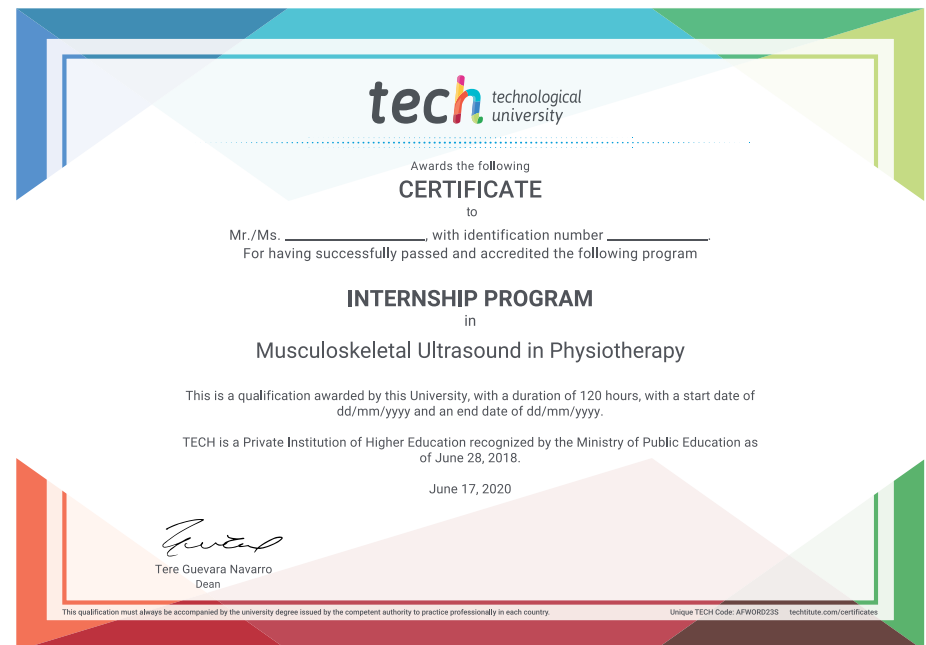 tech technological
university
Awards the following
CERTIFICATE
to
Mr./Ms. ____________________, with identification number ______________.
For having successfully passed and accredited the following program
INTERNSHIP PROGRAM
in
Musculoskeletal Ultrasound in Physiotherapy
This is a qualification awarded by this University, with a duration of 120 hours, with a start date of
dd/mm/yyyy and an end date of dd/mm/yyyy.
TECH is a Private Institution of Higher Education recognized by the Ministry of Public Education as
of June 28, 2018.
June 17, 2020
Tere Guevara Navarro
Dean
This qualification must always be accompanied by the university degree issued by the competent authority to practice professionally in each country. Unique TECH Code: AFWORD23S techtitute.com/certificates